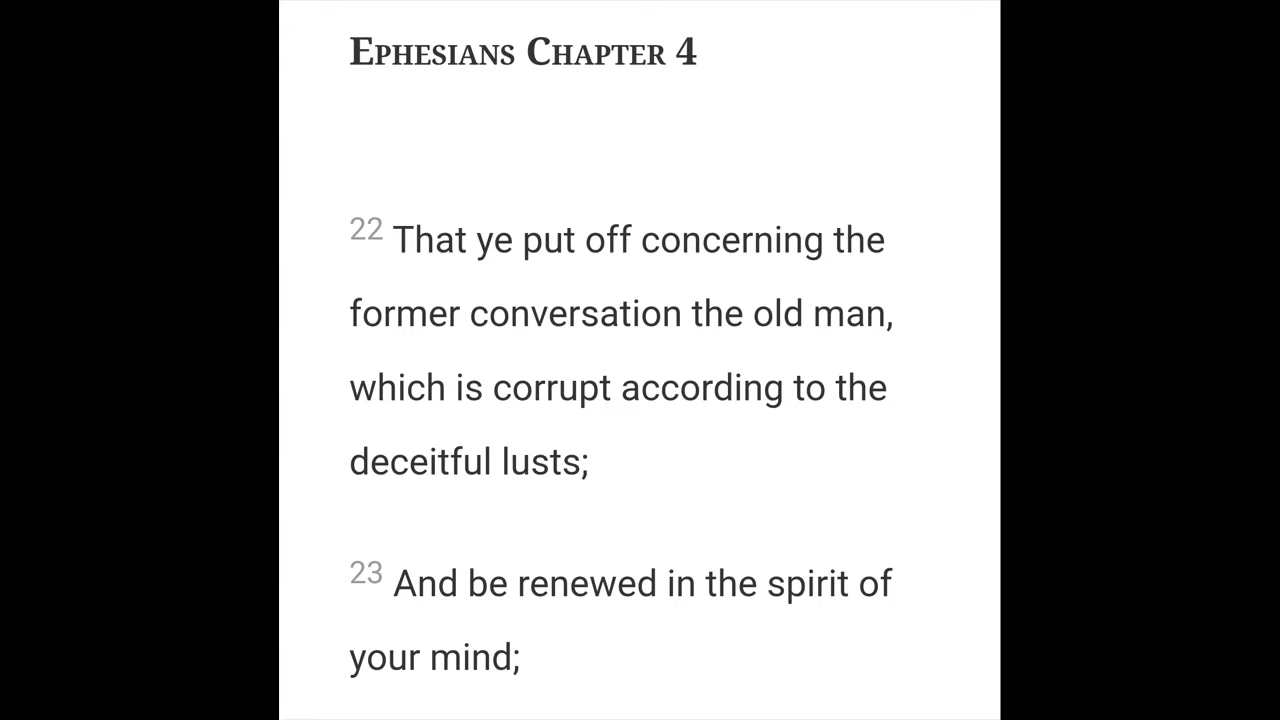 Ephesians Chapter 4
22 That ye put off concerning the
former conversation the old man,
which is corrupt according to the
deceitful lusts;
23 And be renewed in the spirit of
your mind;